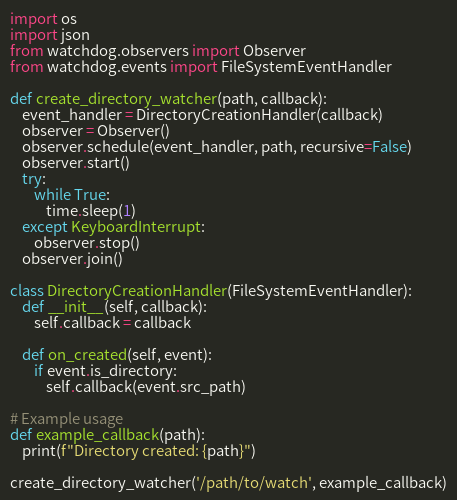 import os
import json
from watchdog.observers import Observer
from watchdog.events import FileSystemEventHandler

def create_directory_watcher(path, callback):
    event_handler = DirectoryCreationHandler(callback)
    observer = Observer()
    observer.schedule(event_handler, path, recursive=False)
    observer.start()
    try:
        while True:
            time.sleep(1)
    except KeyboardInterrupt:
        observer.stop()
    observer.join()

class DirectoryCreationHandler(FileSystemEventHandler):
    def __init__(self, callback):
        self.callback = callback

    def on_created(self, event):
        if event.is_directory:
            self.callback(event.src_path)

# Example usage
def example_callback(path):
    print(f"Directory created: {path}")

create_directory_watcher('/path/to/watch', example_callback)